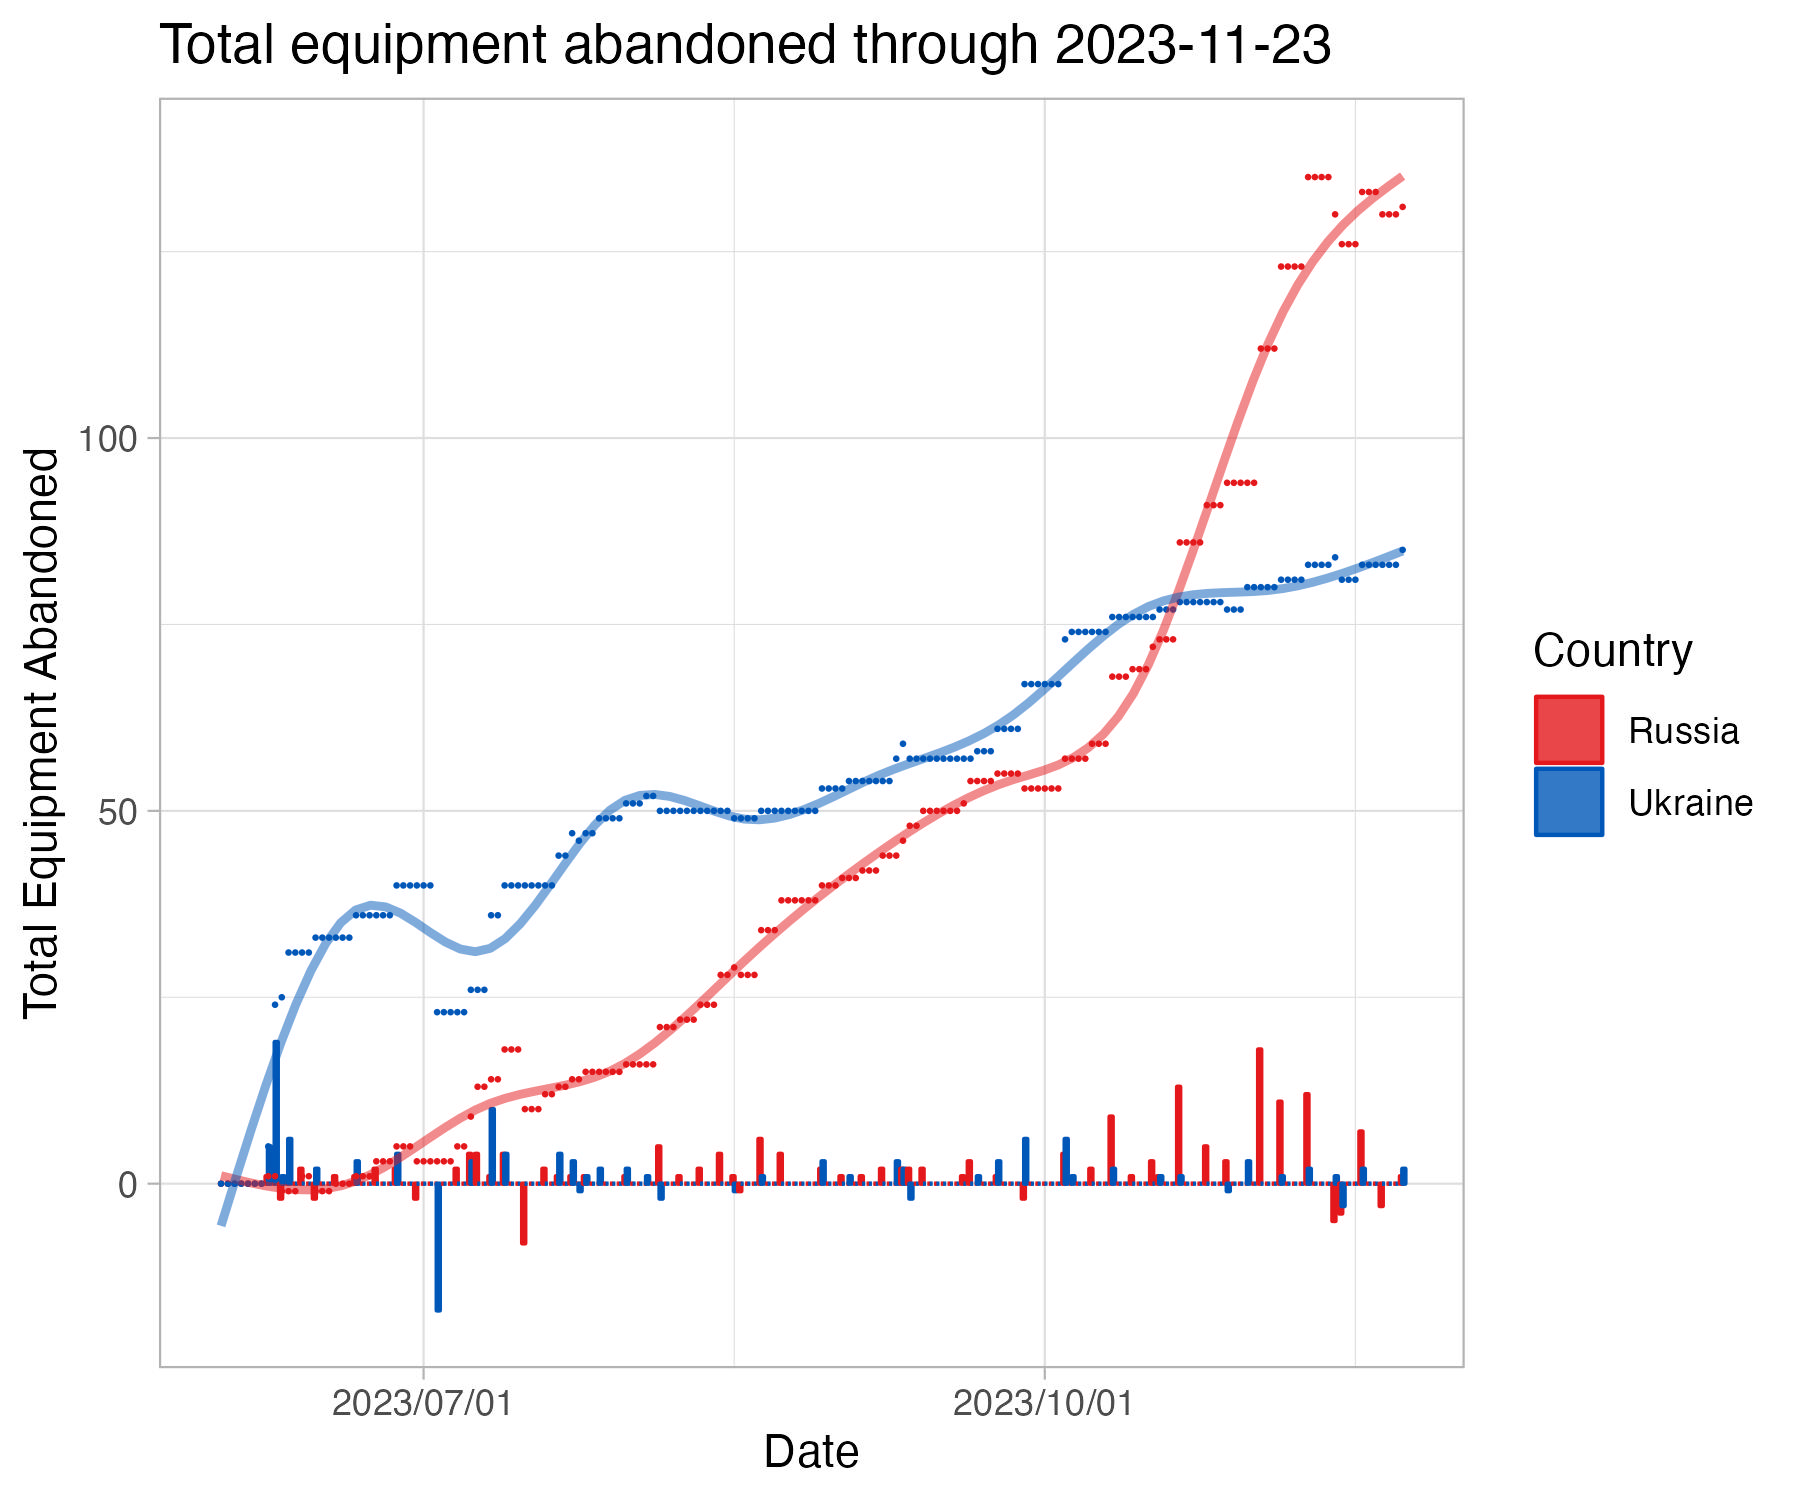 Total equipment abandoned through 2023-11-23
Total Equipment Abandoned
100
50
0
2023/07/01
2023/10/01
Date
Country
Russia
Ukraine